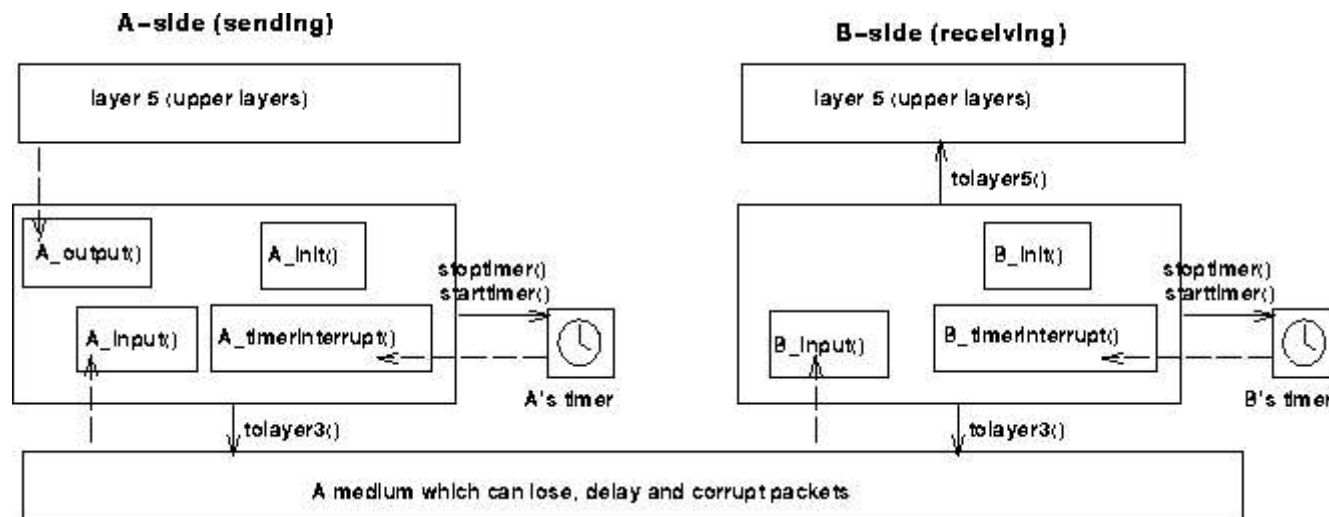 A-side (sending)
B-side (receiving)
layer 5 (upper layers)
layer 5 (upper layers)
tolayer5()
A_output()
A_init()
B_init()
stoptimer()
starttimer()
stoptimer()
starttimer()
A_input()
A_timerinterrupt()
B_input()
B_timerinterrupt()
A's timer
B's timer
tolayer3()
tolayer3()
A medium which can lose, delay and corrupt packets